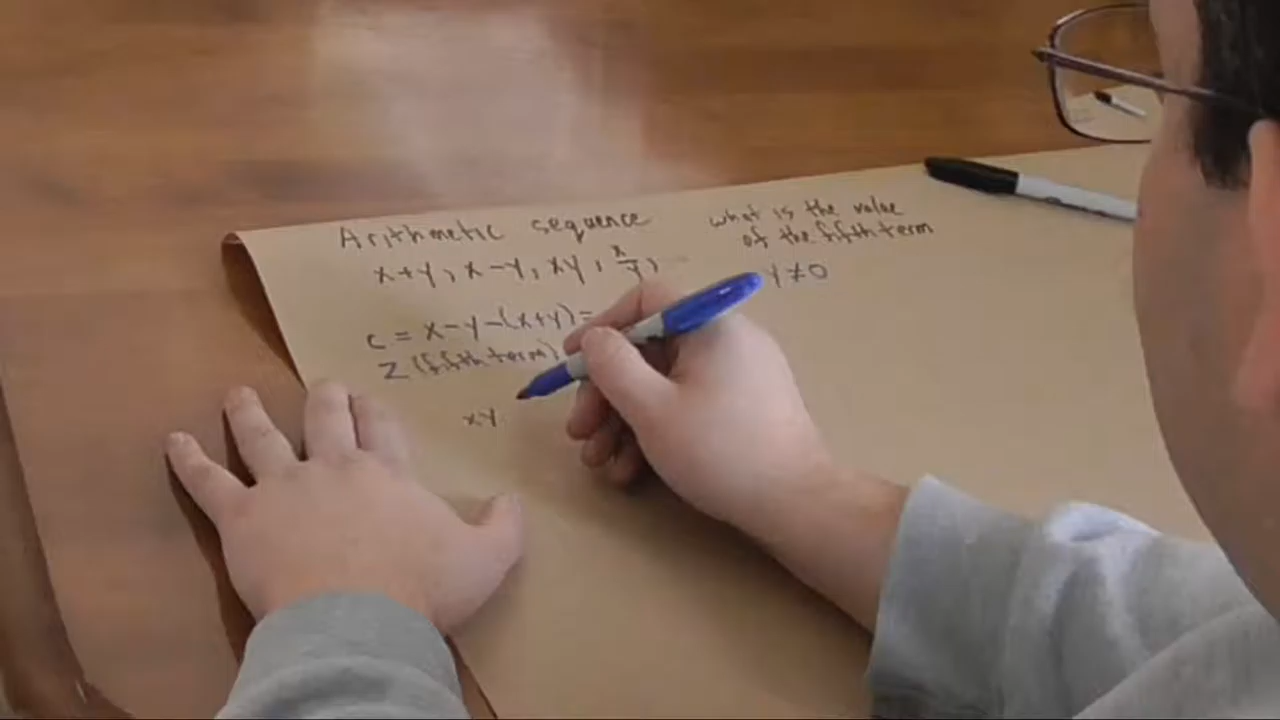 Arithmetic sequence
x+y, x-y, xy, x/y,
what is the value
of the fifth term
y≠0
c = x-y-(x+y)=
Z (fifth term)
xy